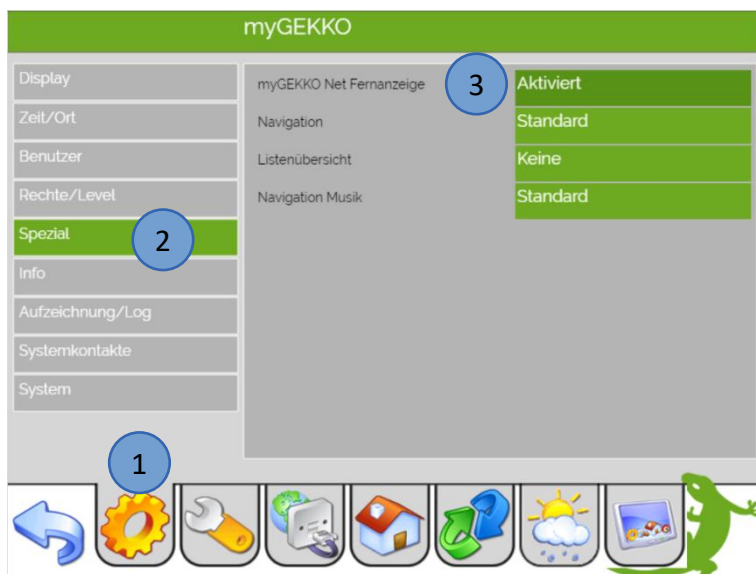 myGEKKO
Display
Zeit/Ort
Benutzer
Rechte/Level
Spezial
2
Info
Aufzeichnung/Log
Systemkontakte
System
myGEKKO Net Fernanzeige
3
Aktiviert
Navigation
Standard
Listenübersicht
Keine
Navigation Musik
Standard
1